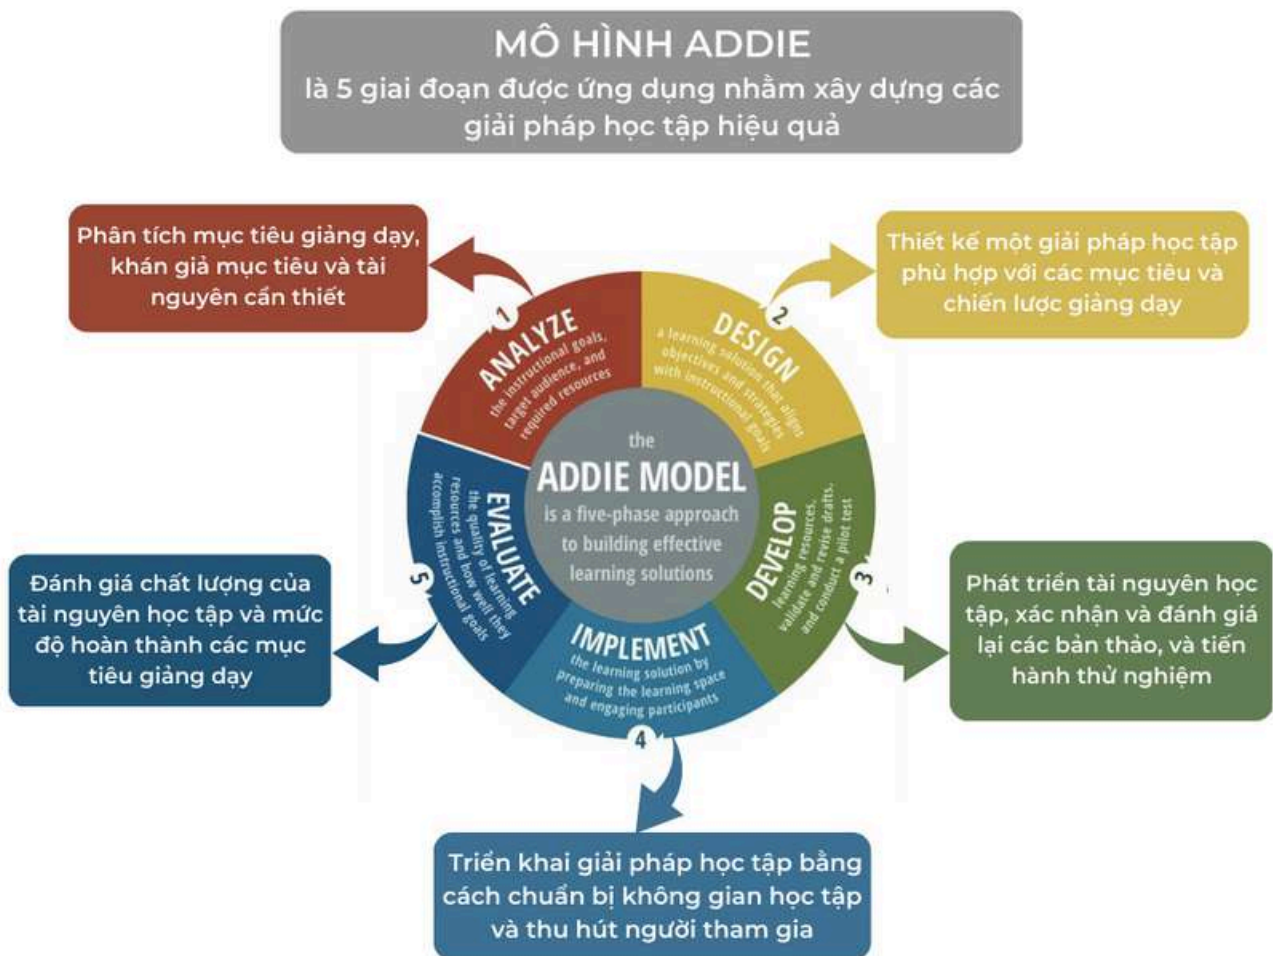 MÔ HÌNH ADDIE
là 5 giai đoạn được ứng dụng nhằm xây dựng các
giải pháp học tập hiệu quả
Phân tích mục tiêu giảng dạy,
khán giả mục tiêu và tài
nguyên cần thiết
Thiết kế một giải pháp học tập
phù hợp với các mục tiêu và
chiến lược giảng dạy
1
ANALYZE
the instructional goals,
target audience, and
required resources
2
DESIGN
a learning solution that aligns
objectives and strategies
with instructional goals
the
ADDIE MODEL
is a five-phase approach
to building effective
learning solutions
3
DEVELOP
learning resources,
validate and revise drafts,
and conduct a pilot test
4
IMPLEMENT
the learning solution by
preparing the learning space
and engaging participants
5
EVALUATE
the quality of learning
resources and how well they
accomplish instructional goals
Đánh giá chất lượng của
tài nguyên học tập và mức
độ hoàn thành các mục
tiêu giảng dạy
Phát triển tài nguyên học
tập, xác nhận và đánh giá
lại các bản thảo, và tiến
hành thử nghiệm
Triển khai giải pháp học tập bằng
cách chuẩn bị không gian học tập
và thu hút người tham gia